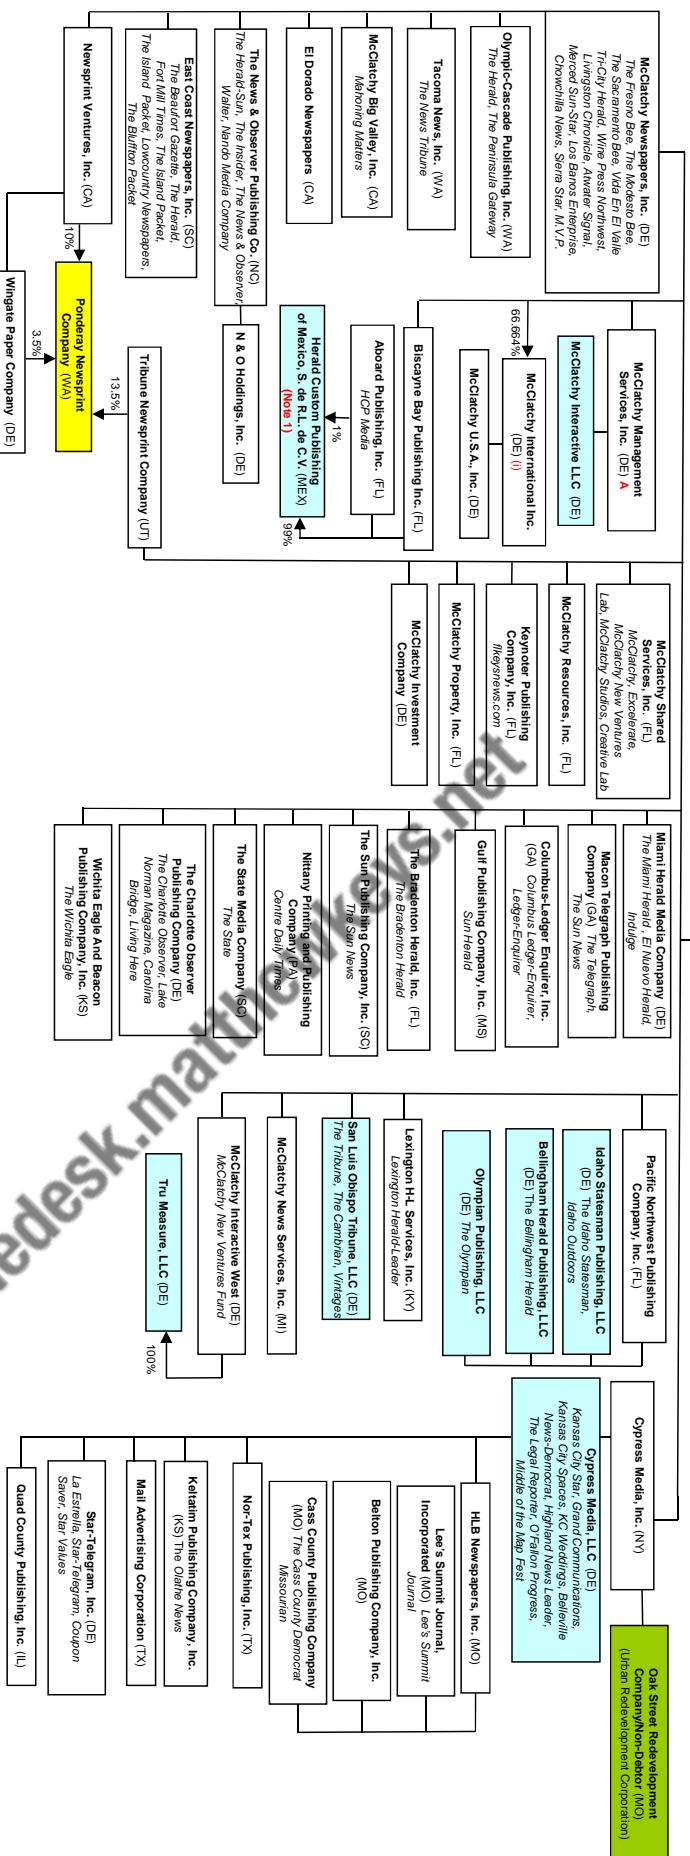 McClatchy Newspapers, Inc. (DE)
The Fresno Bee, The Modesto Bee,
The Sacramento Bee, Vida En El Valle
Tri-City Herald, Wine Press Northwest,
Livingston Chronicle, Atwater Signal,
Merced Sun-Star, Los Banos Enterprise,
Chowchilla News, Sierra Star, M.V.P.
Olympic-Cascade Publishing, Inc. (WA)
The Herald, The Peninsula Gateway
Tacoma News, Inc. (WA)
The News Tribune
McClatchy Big Valley, Inc. (CA)
Mahoning Matters
El Dorado Newspapers (CA)
The News & Observer Publishing Co. (NC)
The Herald-Sun, The Insider, The News & Observer,
Walter, Nando Media Company
East Coast Newspapers, Inc. (SC)
The Beaufort Gazette, The Herald,
Fort Mill Times, The Island Packet,
The Island Packet, Lowcountry Newspapers,
The Bluffton Packet
Newsprint Ventures, Inc. (CA)
10%
McClatchy Management
Services, Inc. (DE) A
McClatchy Interactive LLC (DE)
66.664%
McClatchy International Inc.
(DE) (i)
McClatchy U.S.A., Inc. (DE)
Biscayne Bay Publishing Inc. (FL)
Aboard Publishing, Inc. (FL)
HCP Media
1%
99%
Herald Custom Publishing
of Mexico, S. de R.L. de C.V. (MEX)
(Note 1)
N & O Holdings, Inc. (DE)
Tribune Newsprint Company (UT)
13.5%
Ponderay Newsprint
Company (WA)
3.5%
Wingate Paper Company (DE)
McClatchy Shared
Services, Inc. (FL)
McClatchy, Excelerate,
McClatchy New Ventures
Lab, McClatchy Studios, Creative Lab
McClatchy Resources, Inc. (FL)
Keynoter Publishing
Company, Inc. (FL)
flkeysnews.com
McClatchy Property, Inc. (FL)
McClatchy Investment
Company (DE)
Miami Herald Media Company (DE)
The Miami Herald, El Nuevo Herald,
Indulge
Macon Telegraph Publishing
Company (GA) The Telegraph,
The Sun News
Columbus-Ledger Enquirer, Inc.
(GA) Columbus Ledger-Enquirer,
Ledger-Enquirer
Gulf Publishing Company, Inc (MS)
Sun Herald
The Bradenton Herald, Inc. (FL)
The Bradenton Herald
The Sun Publishing Company, Inc. (SC)
The Sun News
Nittany Printing and Publishing
Company (PA)
Centre Daily Times
The State Media Company (SC)
The State
The Charlotte Observer
Publishing Company (DE)
The Charlotte Observer, Lake
Norman Magazine, Carolina
Bridge, Living Here
Wichita Eagle And Beacon
Publishing Company, Inc. (KS)
The Wichita Eagle
Pacific Northwest Publishing
Company, Inc. (FL)
Idaho Statesman Publishing, LLC
(DE) The Idaho Statesman,
Idaho Outdoors
Bellingham Herald Publishing, LLC
(DE) The Bellingham Herald
Olympian Publishing, LLC
(DE) The Olympian
Lexington H-L Services, Inc. (KY)
Lexington Herald-Leader
San Luis Obispo Tribune, LLC (DE)
The Tribune, The Cambrian, Vintages
McClatchy News Services, Inc. (MI)
McClatchy Interactive West (DE)
McClatchy New Ventures Fund
100%
Tru Measure, LLC (DE)
Cypress Media, Inc. (NY)
Oak Street Redevelopment
Company/Non-Debtor (MO)
(Urban Redevelopment Corporation)
Cypress Media, LLC (DE)
Kansas City Star, Grand Communications,
Kansas City Spaces, KC Weddings, Belleville
News-Democrat, Highland News Leader,
The Legal Reporter, O'Fallon Progress,
Middle of the Map Fest
HLB Newspapers, Inc. (MO)
Lee's Summit Journal,
Incorporated (MO) Lee's Summit
Journal
Belton Publishing Company, Inc.
(MO)
Cass County Publishing Company
(MO) The Cass County Democrat
Missourian
Nor-Tex Publishing, Inc. (TX)
Keltatim Publishing Company, Inc.
(KS) The Olathe News
Mail Advertising Corporation (TX)
Star-Telegram, Inc. (DE)
La Estrella, Star-Telegram, Coupon
Saver, Star Values
Quad County Publishing, Inc. (IL)
edesk.matthewkeys.net